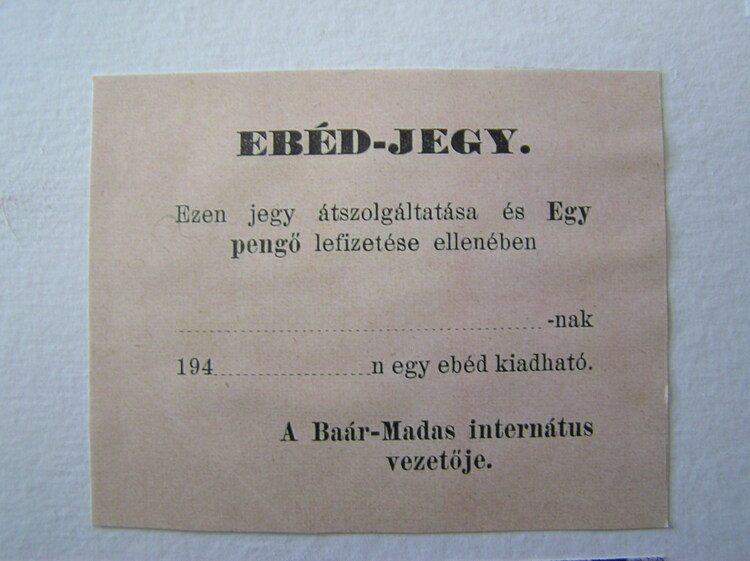 EBÉD-JEGY.
Ezen jegy átszolgáltatása és Egy
pengő lefizetése ellenében
-nak
194 n egy ebéd kiadható.
A Baár-Madas internátus
vezetője.